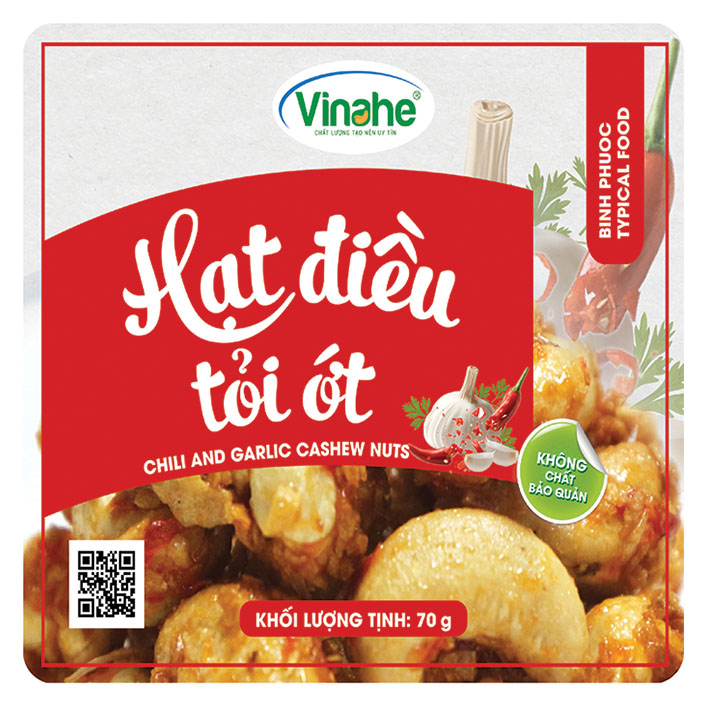 Vinahe®
CHẤT LƯỢNG TẠO NÊN UY TÍN
BINH PHUOC
TYPICAL FOOD
Hạt điều
tỏi ớt
CHILI AND GARLIC CASHEW NUTS
KHÔNG
CHẤT
BẢO QUẢN
KHỐI LƯỢNG TỊNH: 70 g